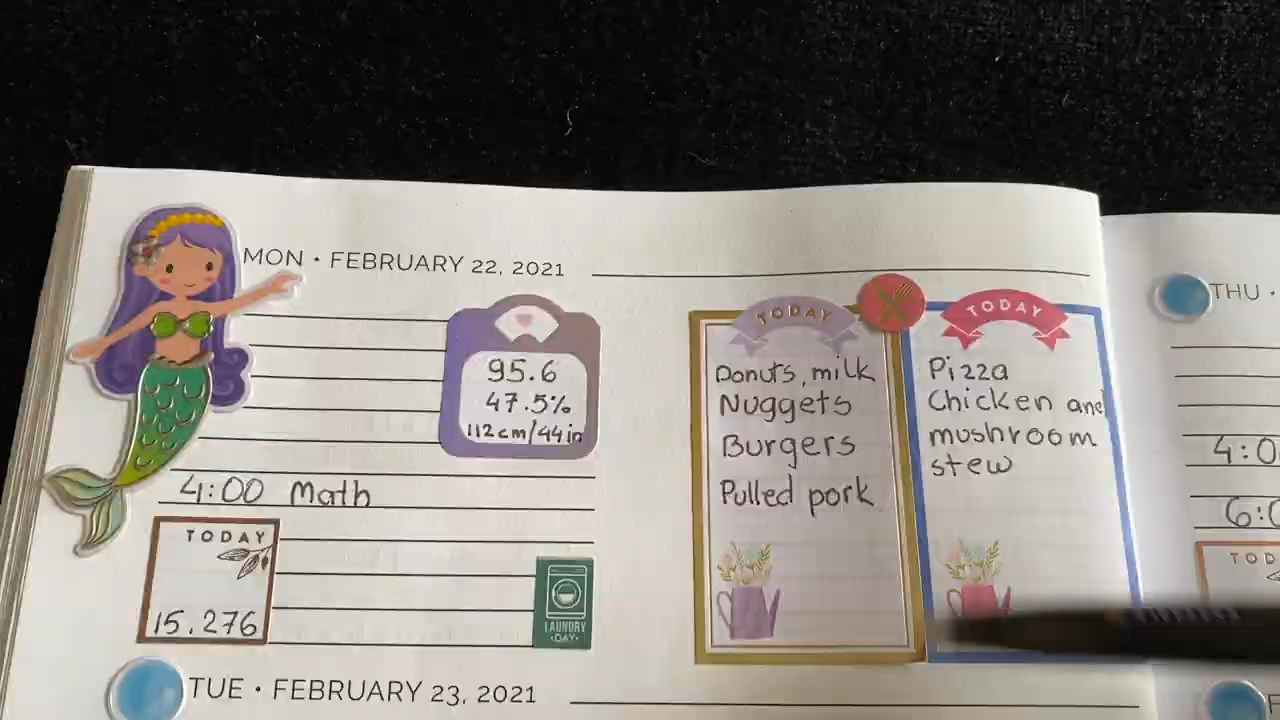 MON • FEBRUARY 22, 2021
95.6
47.5%
112cm/44in
4:00 Math
TODAY
15.276
LAUNDRY
•DAY•
TODAY
Donuts, milk
Nuggets
Burgers
Pulled pork
TODAY
Pizza
Chicken and
mushroom
stew
TUE • FEBRUARY 23, 2021
THU •
4:0
6:0
TOD
F